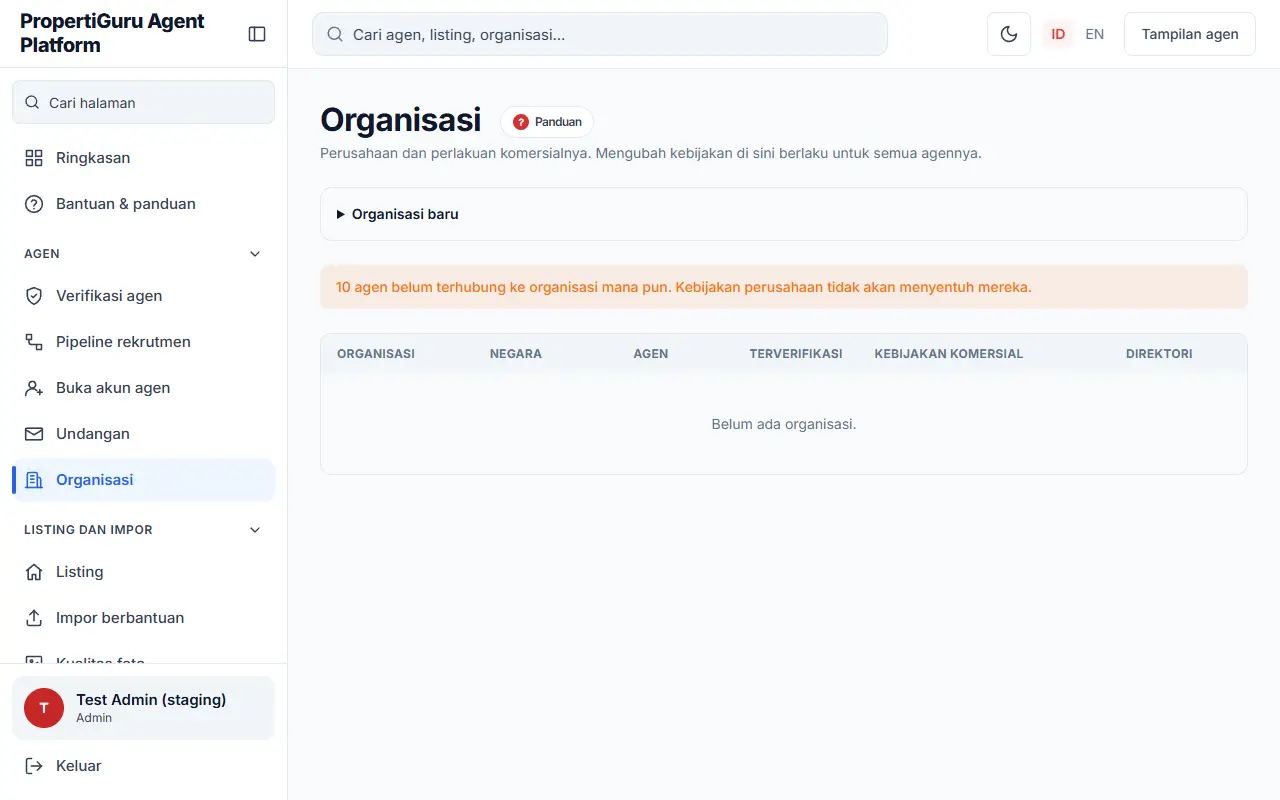 PropertiGuru Agent
Platform
Cari halaman
Ringkasan
Bantuan & panduan
AGEN
Verifikasi agen
Pipeline rekrutmen
Buka akun agen
Undangan
Organisasi
LISTING DAN IMPOR
Listing
Impor berbantuan
Kualitas foto
T
Test Admin (staging)
Admin
Keluar
Cari agen, listing, organisasi...
ID EN
Tampilan agen
Organisasi
? Panduan
Perusahaan dan perlakuan komersialnya. Mengubah kebijakan di sini berlaku untuk semua agennya.
Organisasi baru
10 agen belum terhubung ke organisasi mana pun. Kebijakan perusahaan tidak akan menyentuh mereka.
ORGANISASI NEGARA AGEN TERVERIFIKASI KEBIJAKAN KOMERSIAL DIREKTORI
Belum ada organisasi.